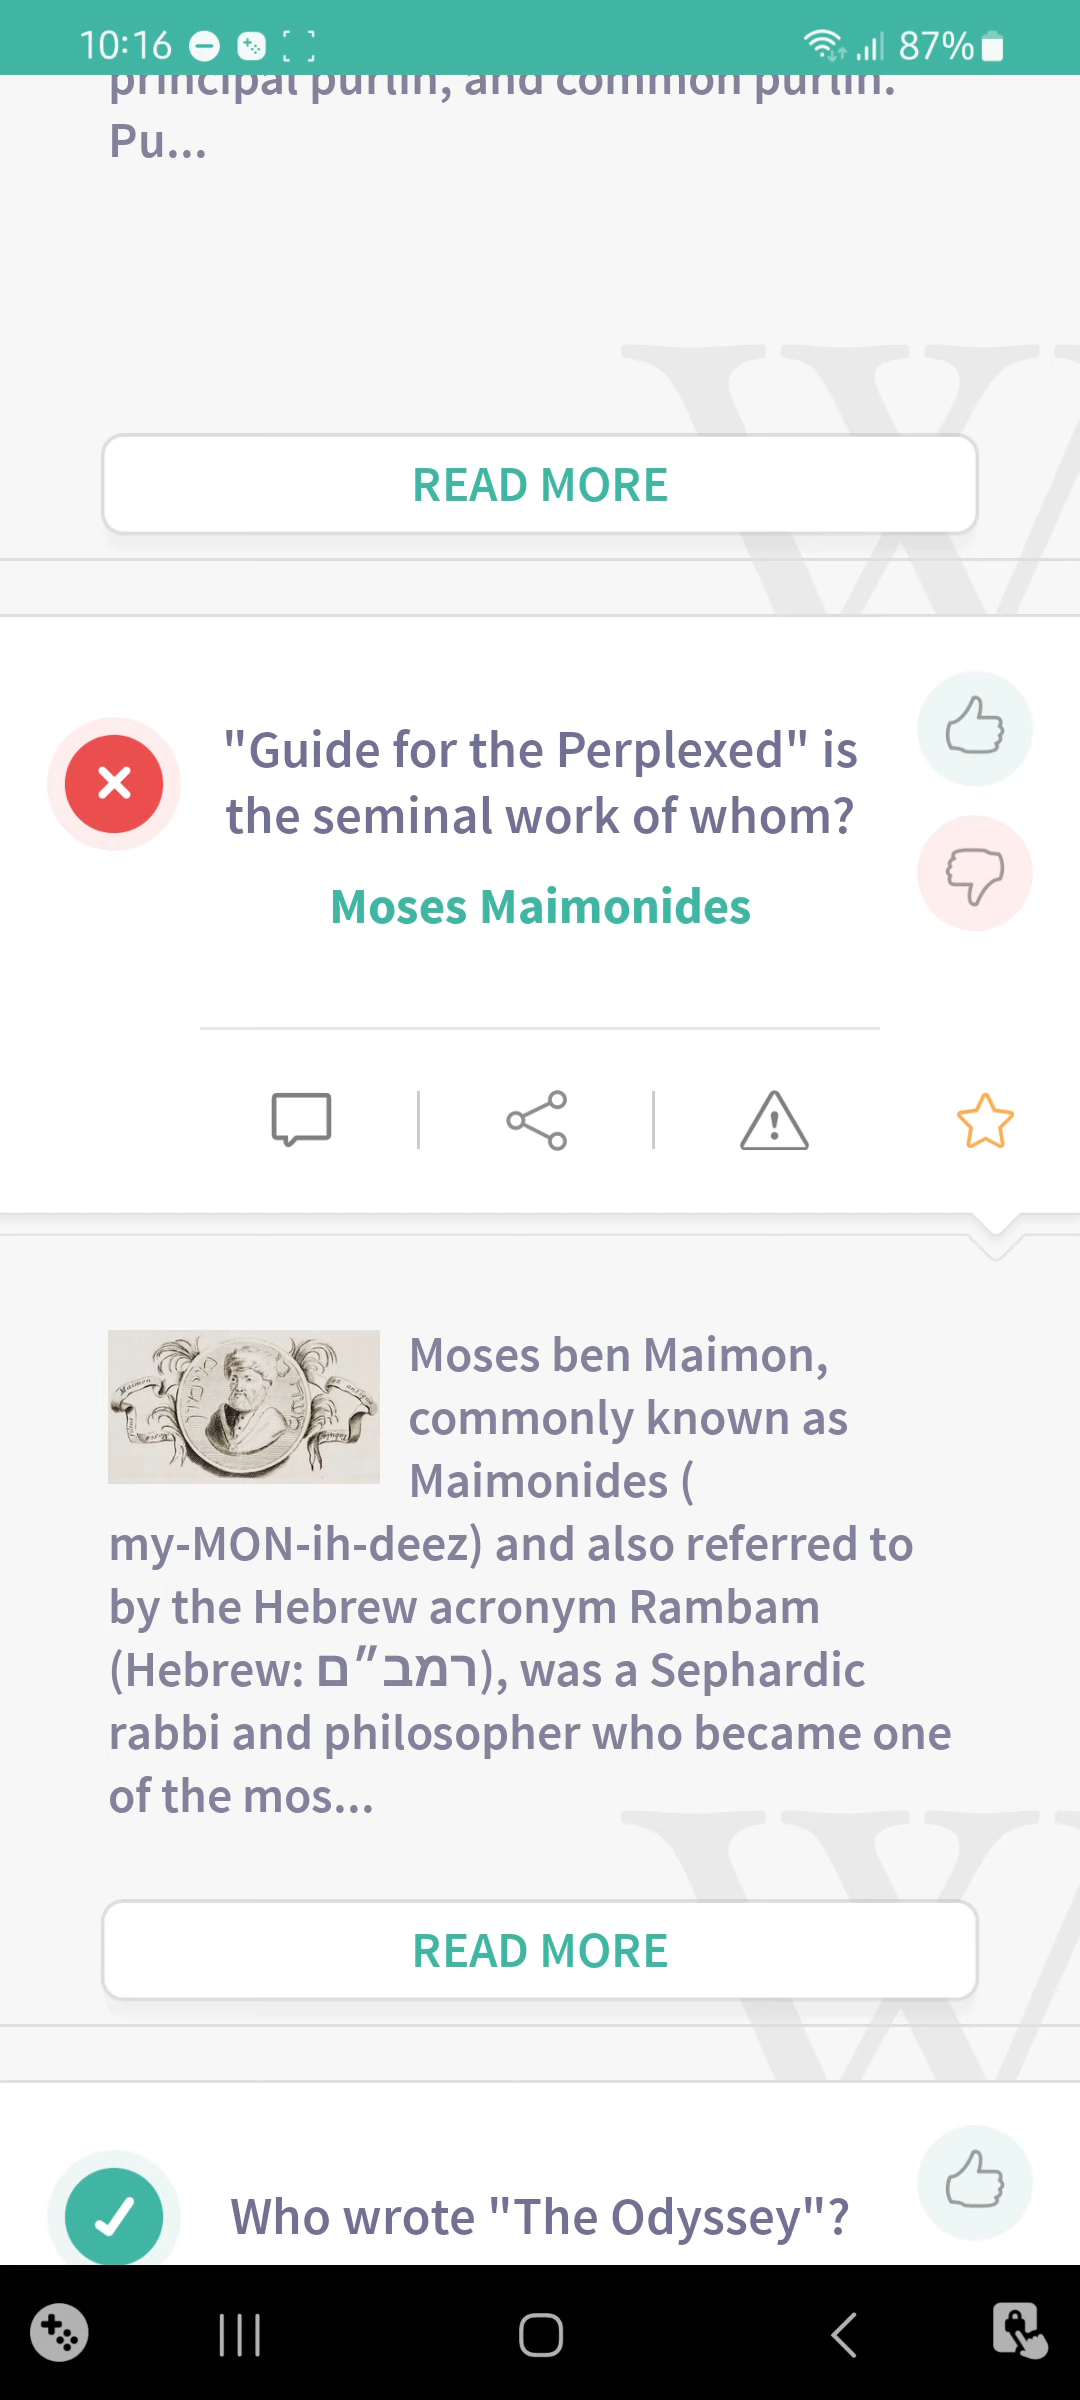 10:16
87%
principal purlin, and common purlin.
Pu...
READ MORE
"Guide for the Perplexed" is
the seminal work of whom?
Moses Maimonides
Moses ben Maimon,
commonly known as
Maimonides (
my-MON-ih-deez) and also referred to
by the Hebrew acronym Rambam
(Hebrew: רמב״ם), was a Sephardic
rabbi and philosopher who became one
of the mos...
READ MORE
Who wrote "The Odyssey"?